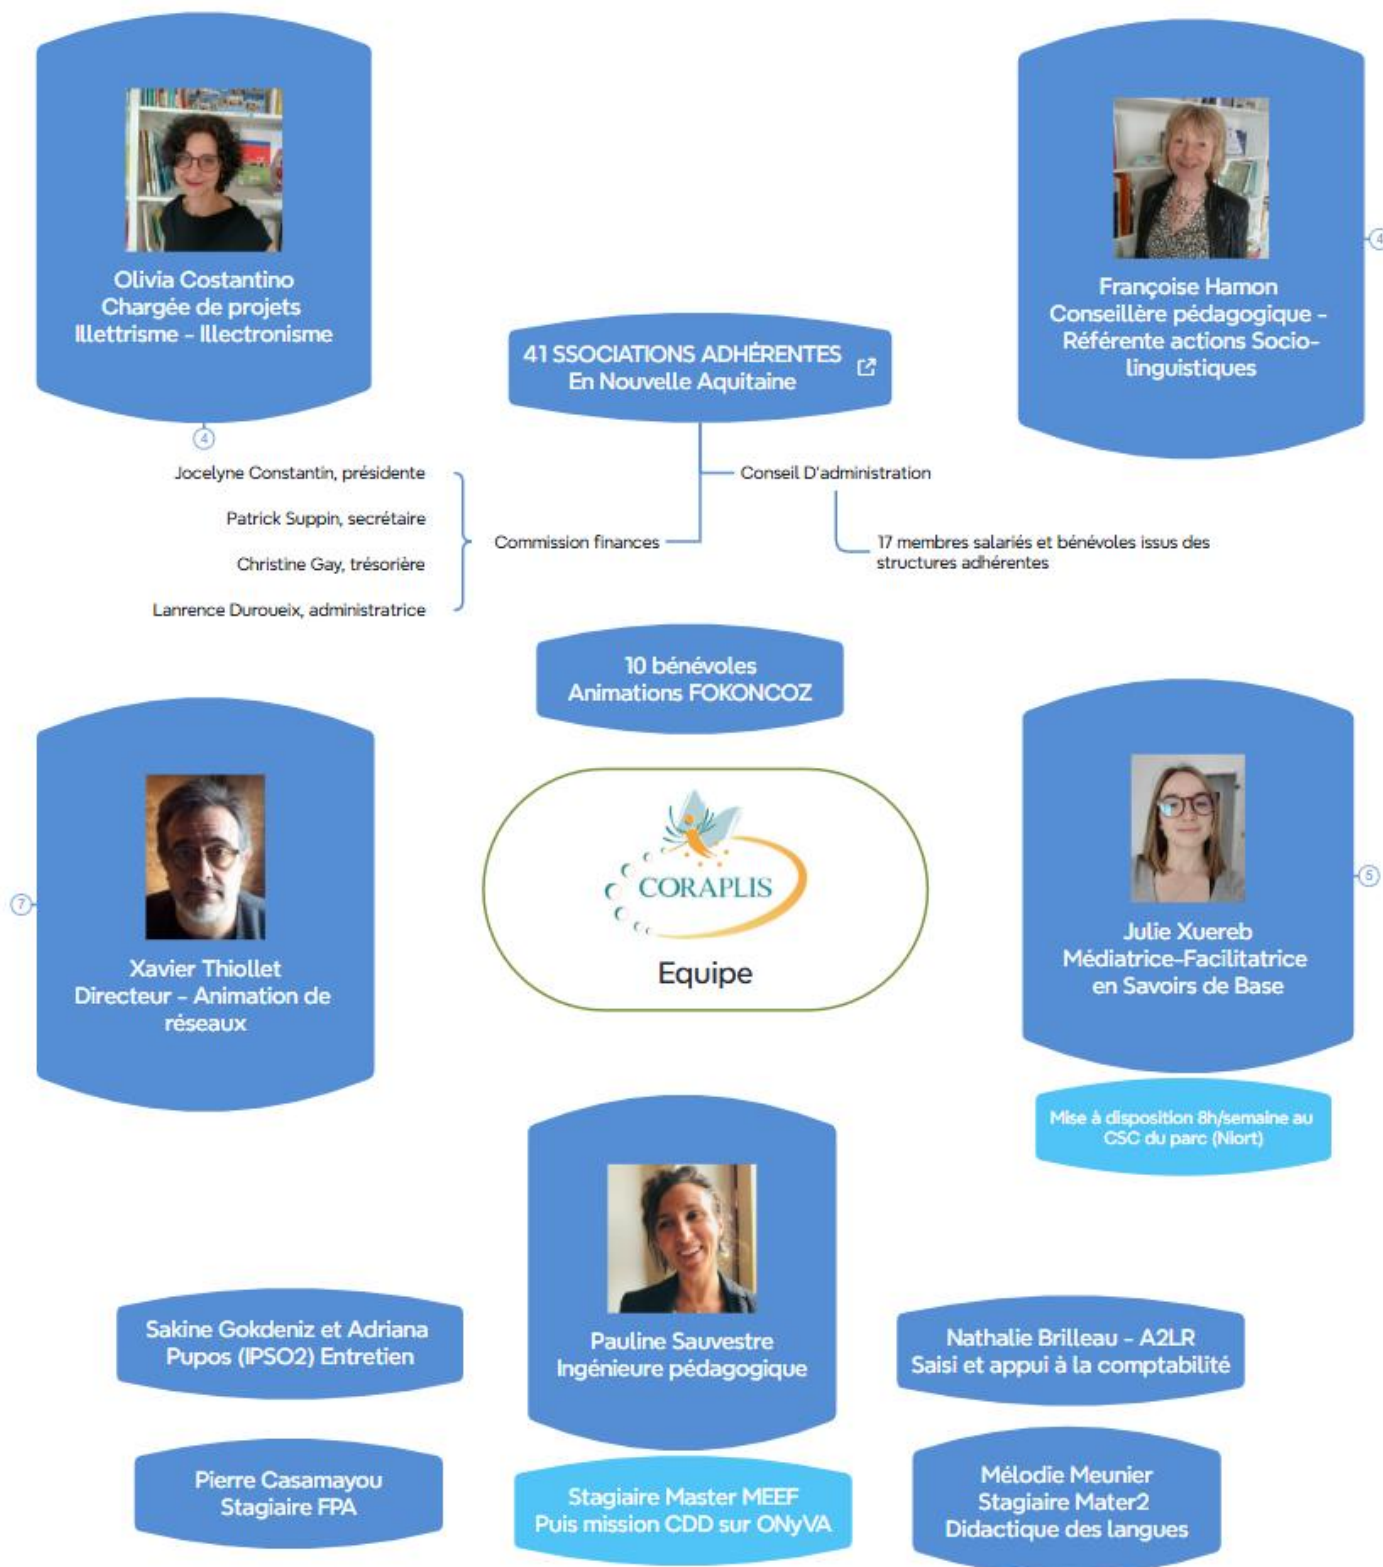 Olivia Costantino
Chargée de projets
Illettrisme - Illectronisme
4
Françoise Hamon
Conseillère pédagogique -
Référente actions Socio-
linguistiques
4
41 SSOCIATIONS ADHÉRENTES
En Nouvelle Aquitaine
Jocelyne Constantin, présidente
Patrick Suppin, secrétaire
Christine Gay, trésorière
Lanrence Duroueix, administratrice
Commission finances
Conseil D'administration
17 membres salariés et bénévoles issus des
structures adhérentes
10 bénévoles
Animations FOKONCOZ
7
Xavier Thiollet
Directeur - Animation de
réseaux
CORAPLIS
Equipe
Julie Xuereb
Médiatrice-Facilitatrice
en Savoirs de Base
5
Mise à disposition 8h/semaine au
CSC du parc (Niort)
Pauline Sauvestre
Ingénieure pédagogique
Stagiaire Master MEEF
Puis mission CDD sur ONyVA
Sakine Gokdeniz et Adriana
Pupos (IPSO2) Entretien
Pierre Casamayou
Stagiaire FPA
Nathalie Brilleau - A2LR
Saisi et appui à la comptabilité
Mélodie Meunier
Stagiaire Mater2
Didactique des langues